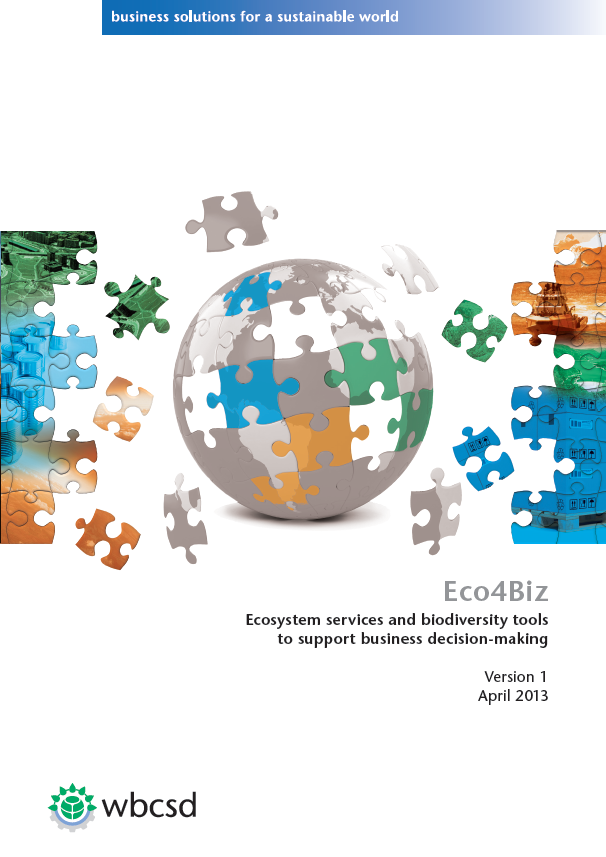 business solutions for a sustainable world
Eco4Biz
Ecosystem services and biodiversity tools
to support business decision-making
Version 1
April 2013
wbcsd